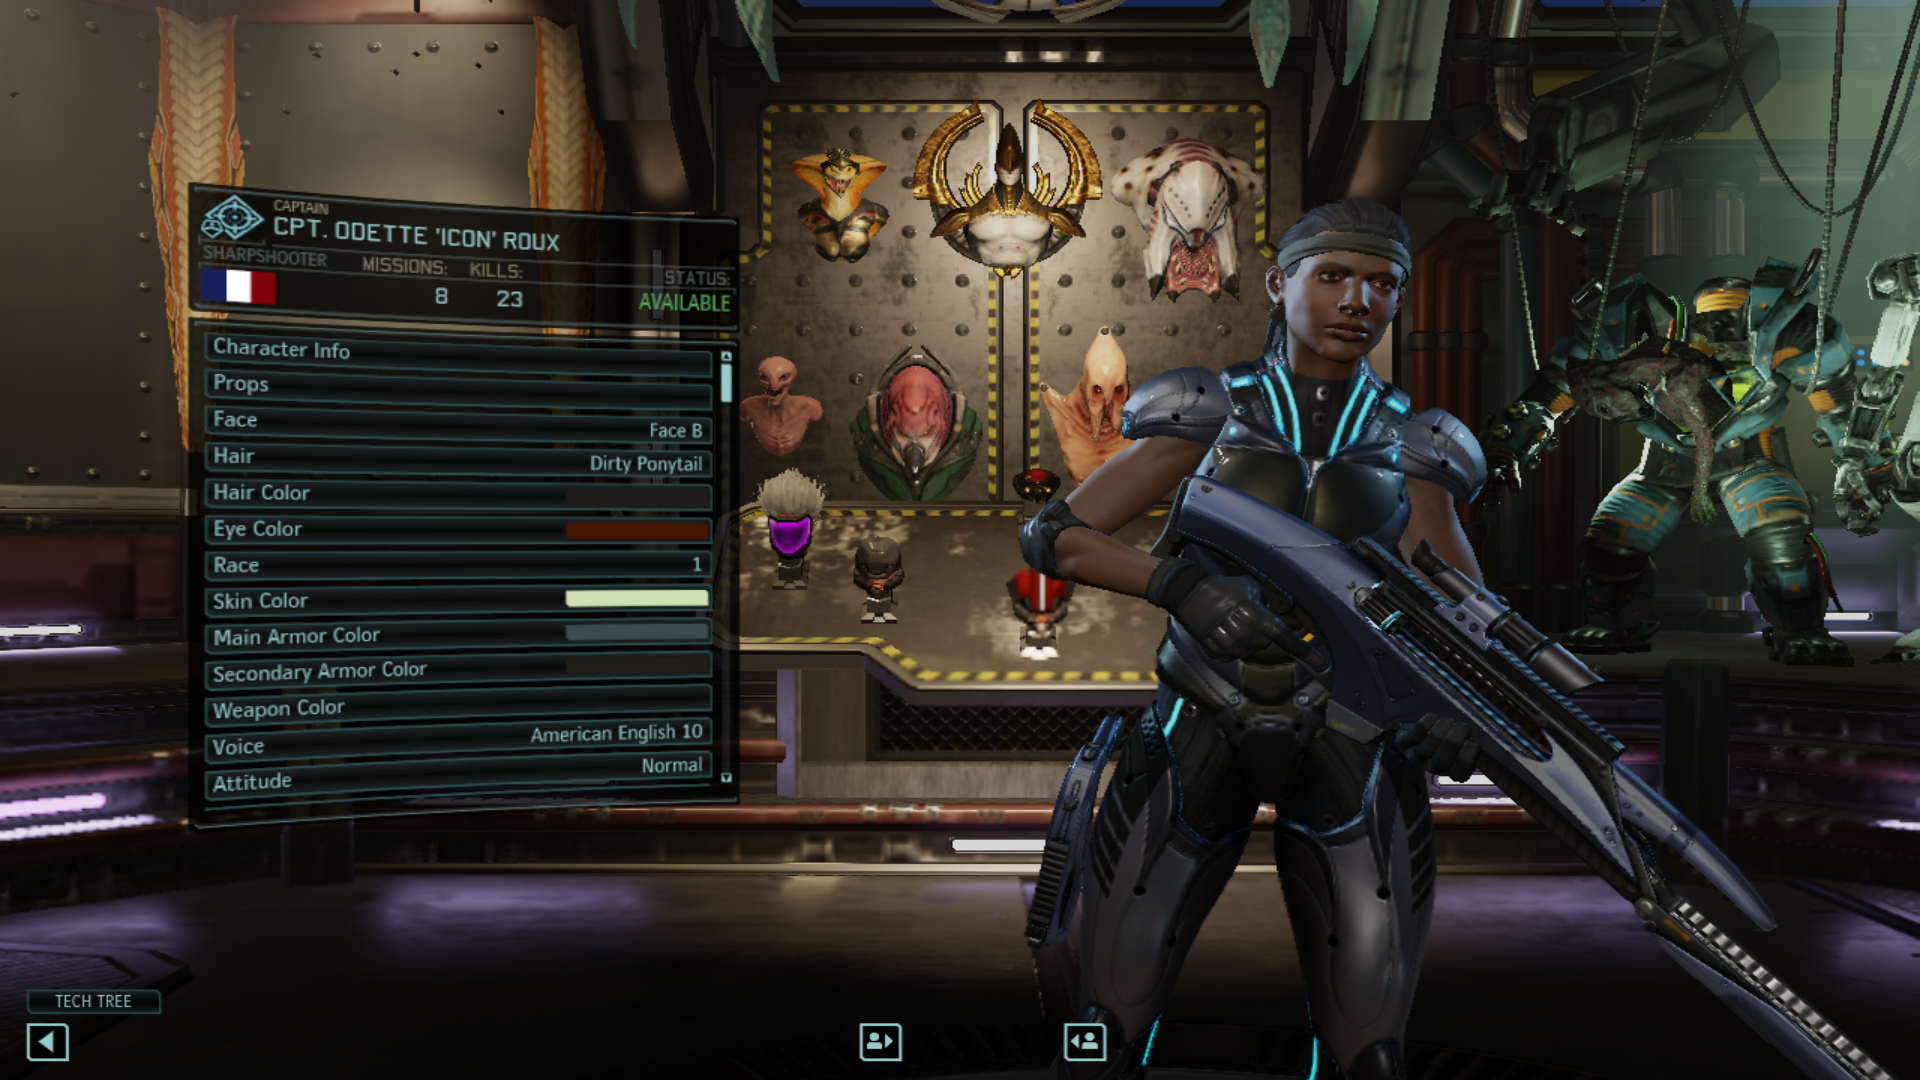 CAPTAIN
CPT. ODETTE 'ICON' ROUX
SHARPSHOOTER
MISSIONS: KILLS: STATUS:
8 23 AVAILABLE
Character Info
Props
Face Face B
Hair Dirty Ponytail
Hair Color
Eye Color
Race 1
Skin Color
Main Armor Color
Secondary Armor Color
Weapon Color
Voice American English 10
Attitude Normal
TECH TREE